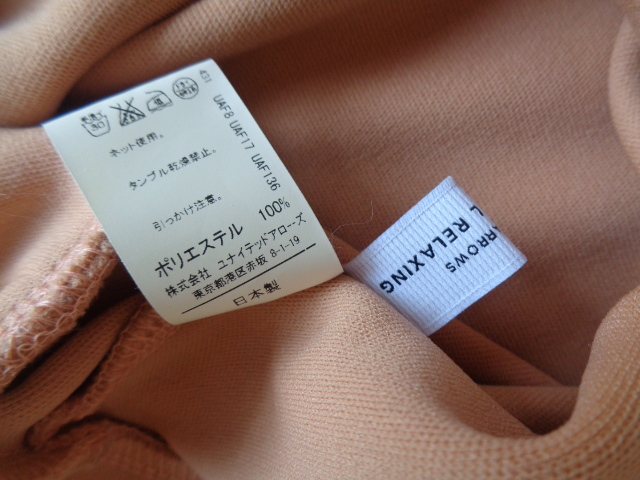 431
UAF8 UAF17 UAF136
ネット使用。
タンブル乾燥禁止。
引っかけ注意。
ポリエステル 100%
株式会社 ユナイテッドアローズ
東京都港区赤坂 8-1-19
日本製
ARROWS
L RELAXING